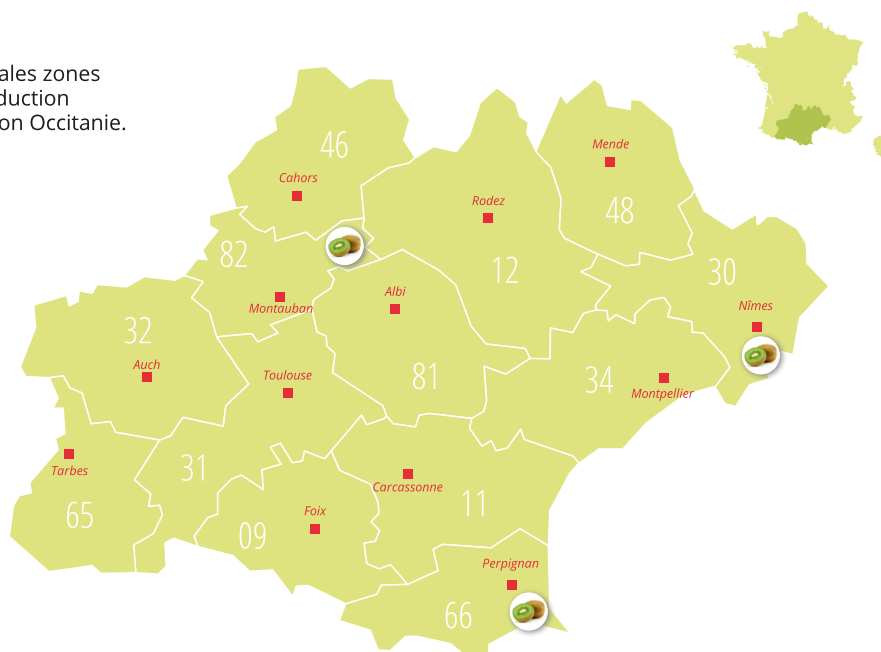 ales zones
duction
on Occitanie.
46
Mende
Cahors
Rodez
48
82
12
30
Albi
Nîmes
Montauban
32
Auch
Toulouse
81
34
Montpellier
Tarbes
31
Carcassonne
65
11
Foix
09
Perpignan
66